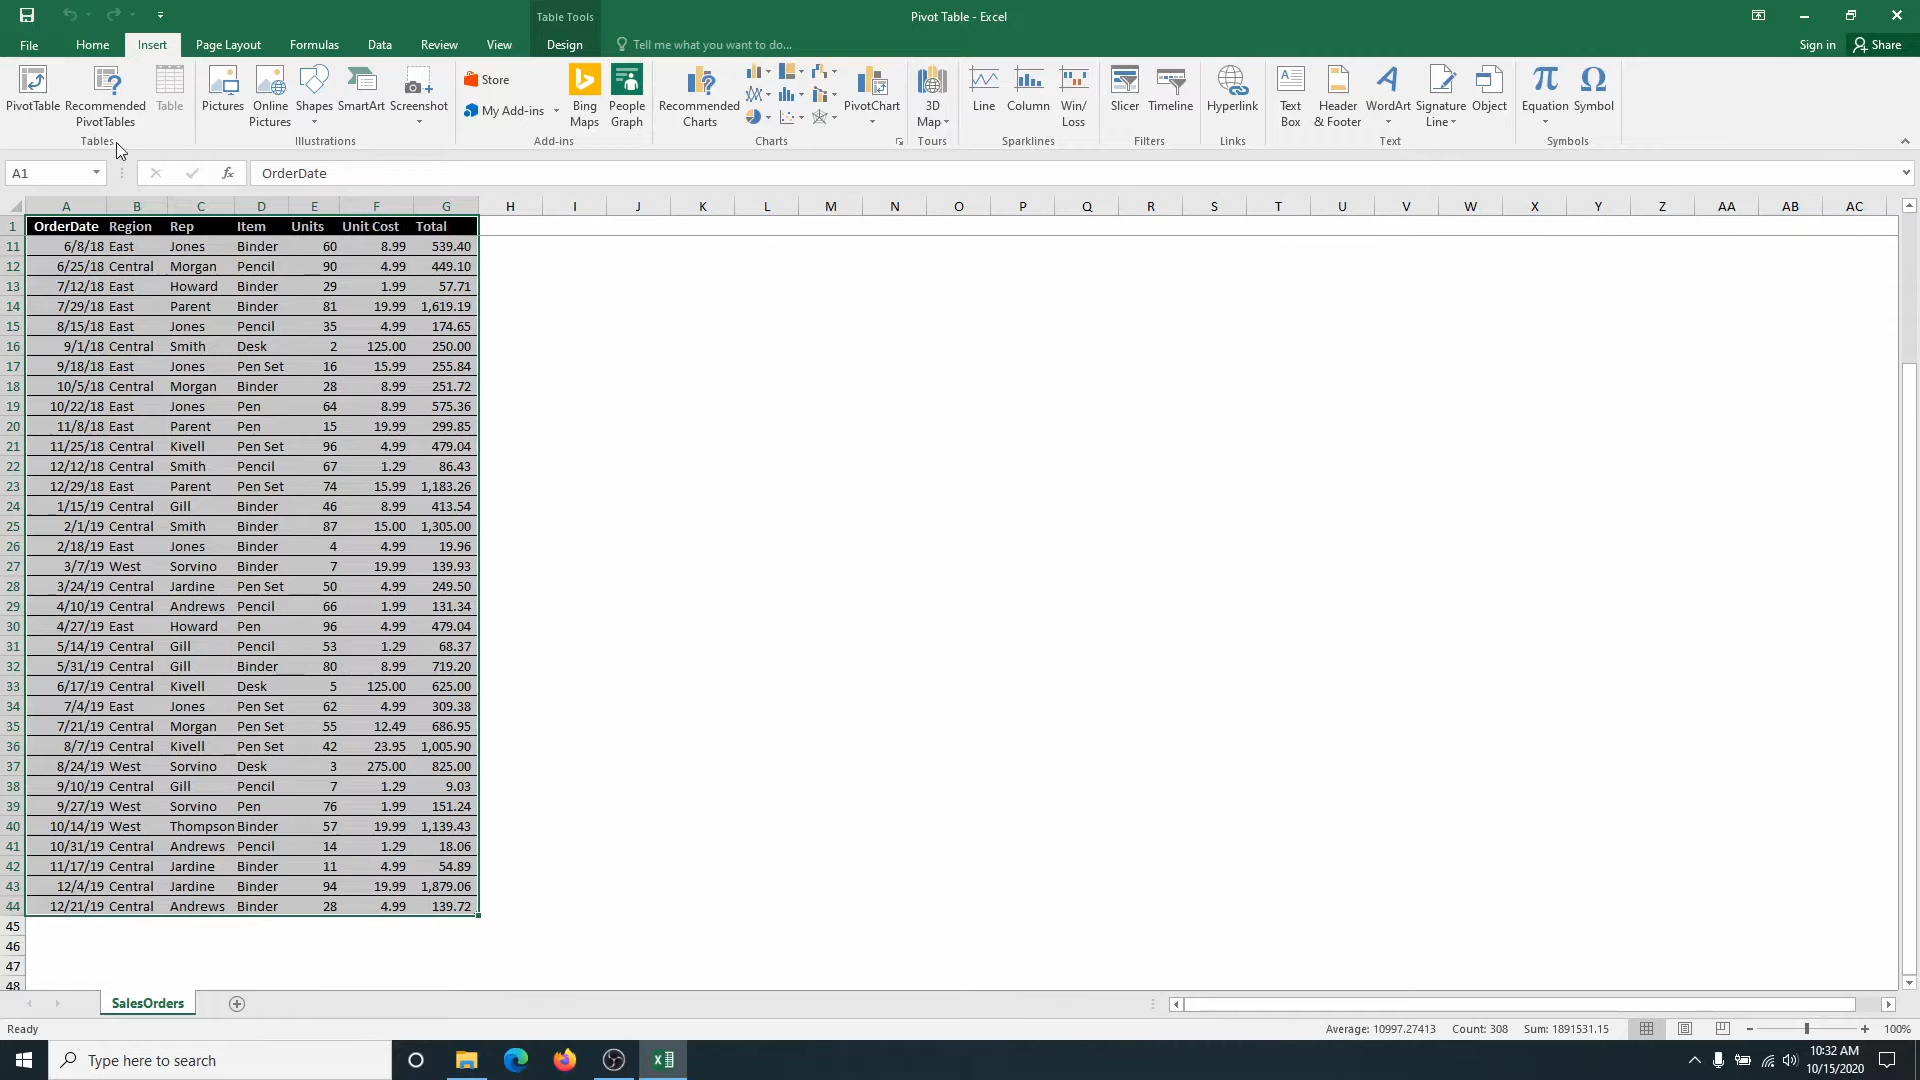 Table Tools
Pivot Table - Excel
File Home Insert Page Layout Formulas Data Review View Design Tell me what you want to do... Sign in Share
PivotTable Recommended PivotTables Table Pictures Online Pictures Shapes SmartArt Screenshot Store My Add-ins Bing Maps People Graph Recommended Charts PivotChart 3D Map Line Column Win/Loss Slicer Timeline Hyperlink Text Box Header & Footer WordArt Signature Line Object Equation Symbol
Tables Illustrations Add-ins Charts Tours Sparklines Filters Links Text Symbols
A1 fx OrderDate
A B C D E F G H I J K L M N O P Q R S T U V W X Y Z AA AB AC
1 OrderDate Region Rep Item Units Unit Cost Total
11 6/8/18 East Jones Binder 60 8.99 539.40
12 6/25/18 Central Morgan Pencil 90 4.99 449.10
13 7/12/18 East Howard Binder 29 1.99 57.71
14 7/29/18 East Parent Binder 81 19.99 1,619.19
15 8/15/18 East Jones Pencil 35 4.99 174.65
16 9/1/18 Central Smith Desk 2 125.00 250.00
17 9/18/18 East Jones Pen Set 16 15.99 255.84
18 10/5/18 Central Morgan Binder 28 8.99 251.72
19 10/22/18 East Jones Pen 64 8.99 575.36
20 11/8/18 East Parent Pen 15 19.99 299.85
21 11/25/18 Central Kivell Pen Set 96 4.99 479.04
22 12/12/18 Central Smith Pencil 67 1.29 86.43
23 12/29/18 East Parent Pen Set 74 15.99 1,183.26
24 1/15/19 Central Gill Binder 46 8.99 413.54
25 2/1/19 Central Smith Binder 87 15.00 1,305.00
26 2/18/19 East Jones Binder 4 4.99 19.96
27 3/7/19 West Sorvino Binder 7 19.99 139.93
28 3/24/19 Central Jardine Pen Set 50 4.99 249.50
29 4/10/19 Central Andrews Pencil 66 1.99 131.34
30 4/27/19 East Howard Pen 96 4.99 479.04
31 5/14/19 Central Gill Pencil 53 1.29 68.37
32 5/31/19 Central Gill Binder 80 8.99 719.20
33 6/17/19 Central Kivell Desk 5 125.00 625.00
34 7/4/19 East Jones Pen Set 62 4.99 309.38
35 7/21/19 Central Morgan Pen Set 55 12.49 686.95
36 8/7/19 Central Kivell Pen Set 42 23.95 1,005.90
37 8/24/19 West Sorvino Desk 3 275.00 825.00
38 9/10/19 Central Gill Pencil 7 1.29 9.03
39 9/27/19 West Sorvino Pen 76 1.99 151.24
40 10/14/19 West Thompson Binder 57 19.99 1,139.43
41 10/31/19 Central Andrews Pencil 14 1.29 18.06
42 11/17/19 Central Jardine Binder 11 4.99 54.89
43 12/4/19 Central Jardine Binder 94 19.99 1,879.06
44 12/21/19 Central Andrews Binder 28 4.99 139.72
45
46
47
48
SalesOrders
Ready Average: 10997.27413 Count: 308 Sum: 1891531.15 100%
Type here to search
10:32 AM
10/15/2020